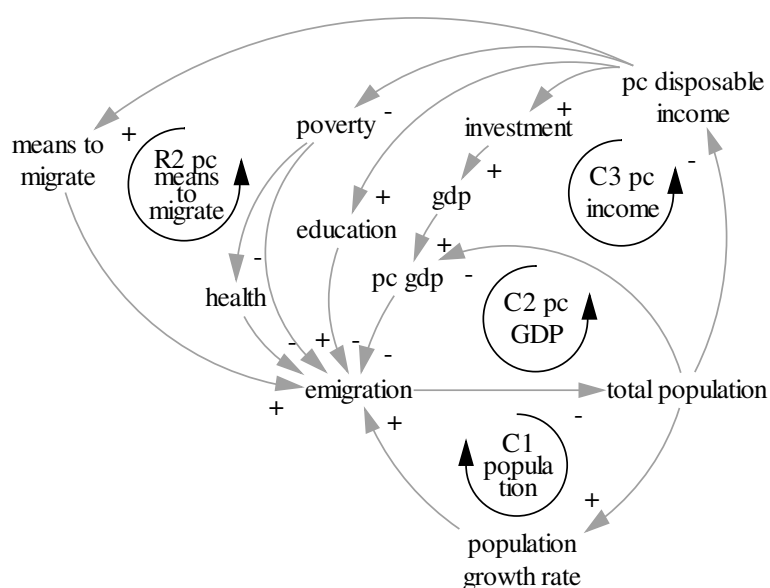 pc disposable
income
-
means to
migrate
+
R2 pc
means
to
migrate
poverty
-
investment
+
C3 pc
income
+
gdp
education
+
+
pc gdp
-
health
-
C2 pc
GDP
-
+
-
-
emigration
+
+
total population
-
C1
popula
tion
+
population
growth rate